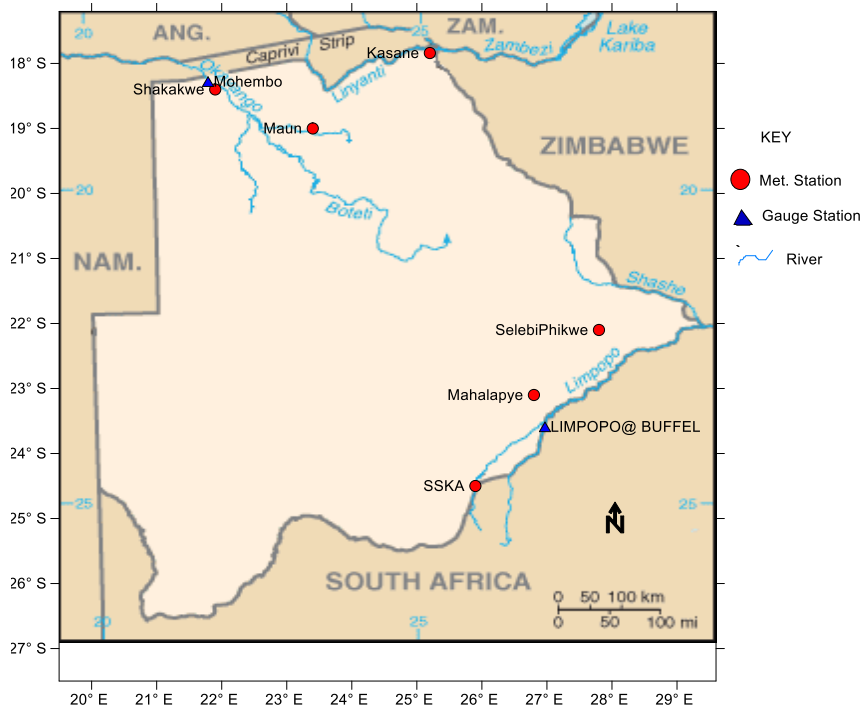 20
ANG.
25
ZAM.
Lake
Kariba
Caprivi Strip
Kasane
Zambezi
18° S
Okavango
Mohembo
Linyanti
Shakakwe
19° S
Maun
ZIMBABWE
KEY
Met. Station
20° S
20
20
Boteti
Gauge Station
21° S
NAM.
River
Shashe
22° S
SelebiPhikwe
Limpopo
23° S
Mahalapye
LIMPOPO@ BUFFEL
24° S
SSKA
25
25
25° S
N
26° S
SOUTH AFRICA
0 50 100 km
0 50 100 mi
20
25
27° S
20° E 21° E 22° E 23° E 24° E 25° E 26° E 27° E 28° E 29° E